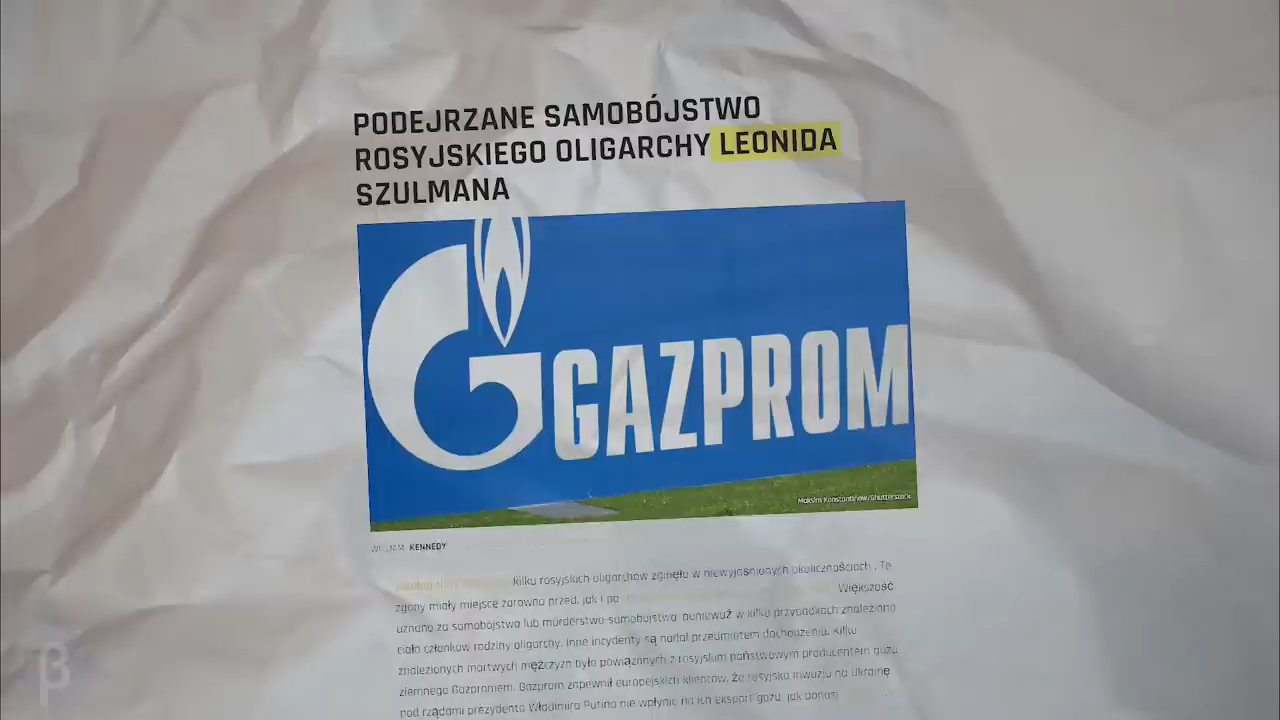 PODEJRZANE SAMOBÓJSTWO
ROSYJSKIEGO OLIGARCHY LEONIDA
SZULMANA
GAZPROM
Maksim Konstantinow/Shutterstock
WILLIAM KENNEDY
kilku rosyjskich oligarchów zginęło w niewyjaśnionych okolicznościach . Te
zgony miały miejsce zarówno przed, jak i po Większość
uznano za samobójstwo lub morderstwo-samobójstwo, ponieważ w kilku przypadkach znaleziono
ciała członków rodziny oligarchy. Inne incydenty są nadal przedmiotem dochodzenia. Kilku
znalezionych martwych mężczyzn było powiązanych z rosyjskim państwowym producentem gazu
ziemnego Gazpromem. Gazprom zapewnił europejskich klientów, że rosyjska inwazja na Ukrainę
pod rządami prezydenta Władimira Putina nie wpłynie na ich eksport gazu, jak donosi
β